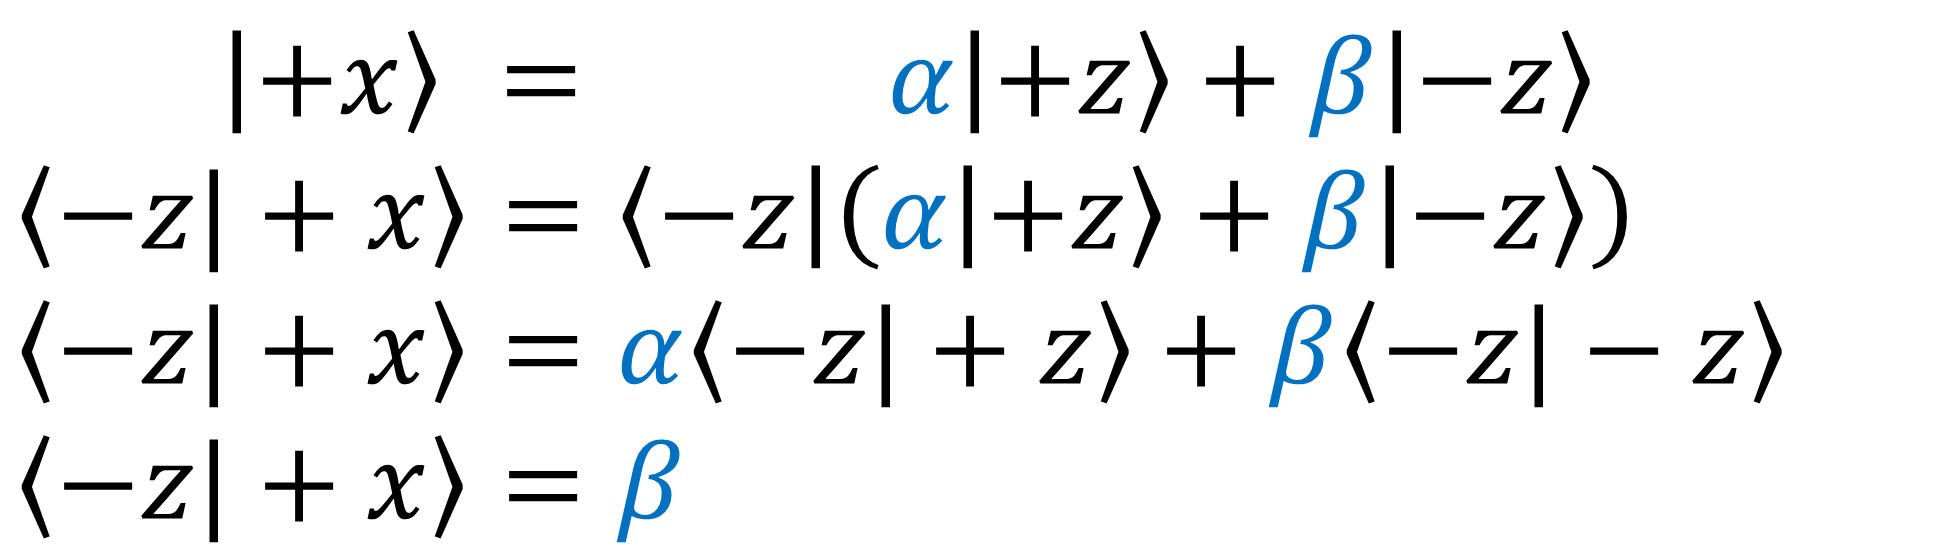 |+x⟩ = α|+z⟩ + β|−z⟩
⟨−z| + x⟩ = ⟨−z|(α|+z⟩ + β|−z⟩)
⟨−z| + x⟩ = α⟨−z| + z⟩ + β⟨−z| − z⟩
⟨−z| + x⟩ = β